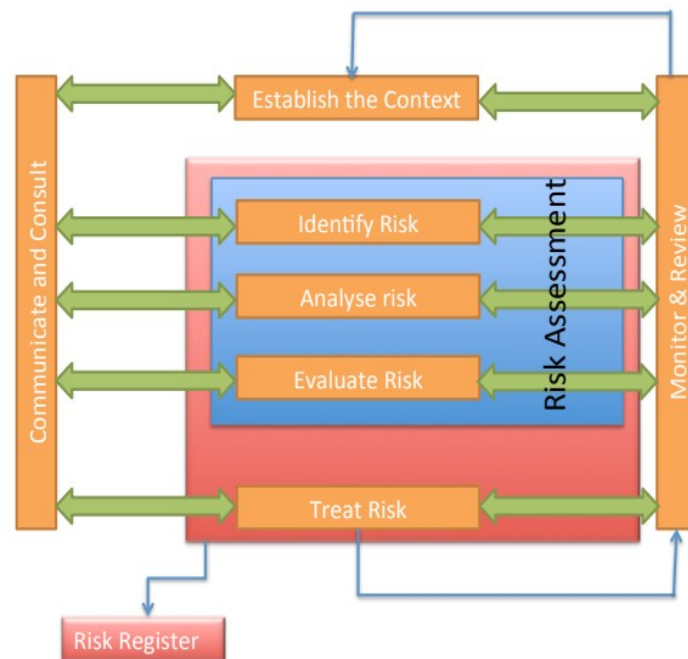 Establish the Context
Communicate and Consult
Identify Risk
Analyse risk
Evaluate Risk
Risk Assessment
Monitor & Review
Treat Risk
Risk Register